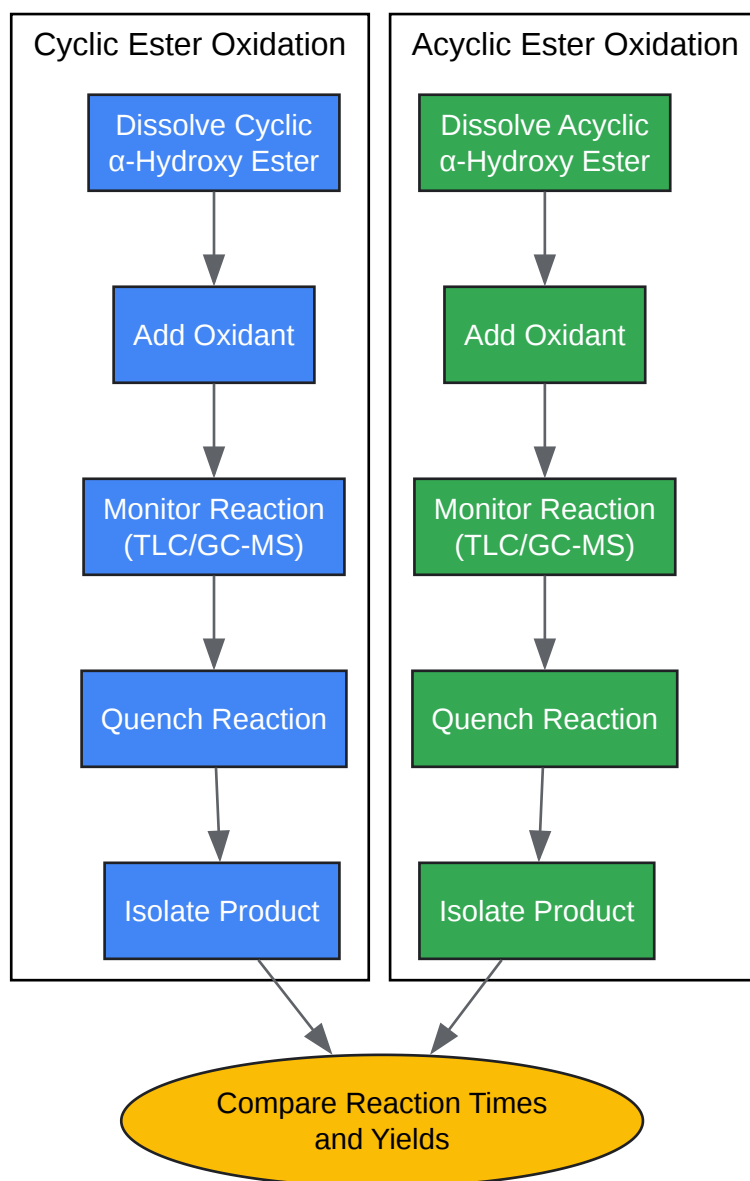 Cyclic Ester Oxidation
Dissolve Cyclic
α-Hydroxy Ester
Add Oxidant
Monitor Reaction
(TLC/GC-MS)
Quench Reaction
Isolate Product
Acyclic Ester Oxidation
Dissolve Acyclic
α-Hydroxy Ester
Add Oxidant
Monitor Reaction
(TLC/GC-MS)
Quench Reaction
Isolate Product
Compare Reaction Times
and Yields